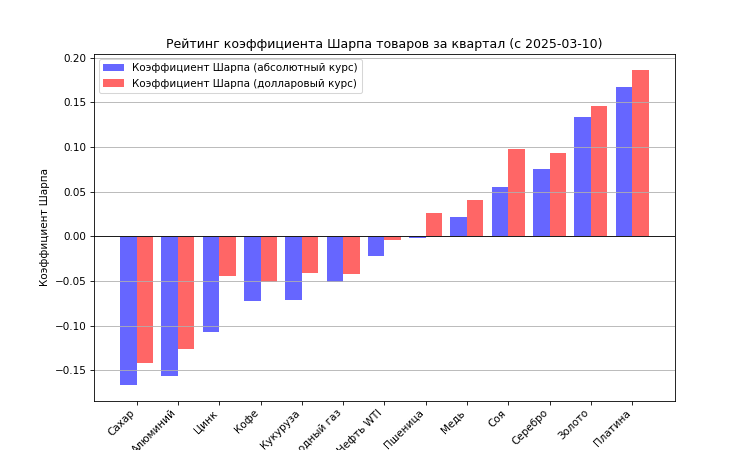 Рейтинг коэффициента Шарпа товаров за квартал (с 2025-03-10)
Коэффициент Шарпа (абсолютный курс)
Коэффициент Шарпа (долларовый курс)
Коэффициент Шарпа
0.20
0.15
0.10
0.05
0.00
−0.05
−0.10
−0.15
Сахар
Алюминий
Цинк
Кофе
Кукуруза
одный газ
Нефть WTI
Пшеница
Медь
Соя
Серебро
Золото
Платина